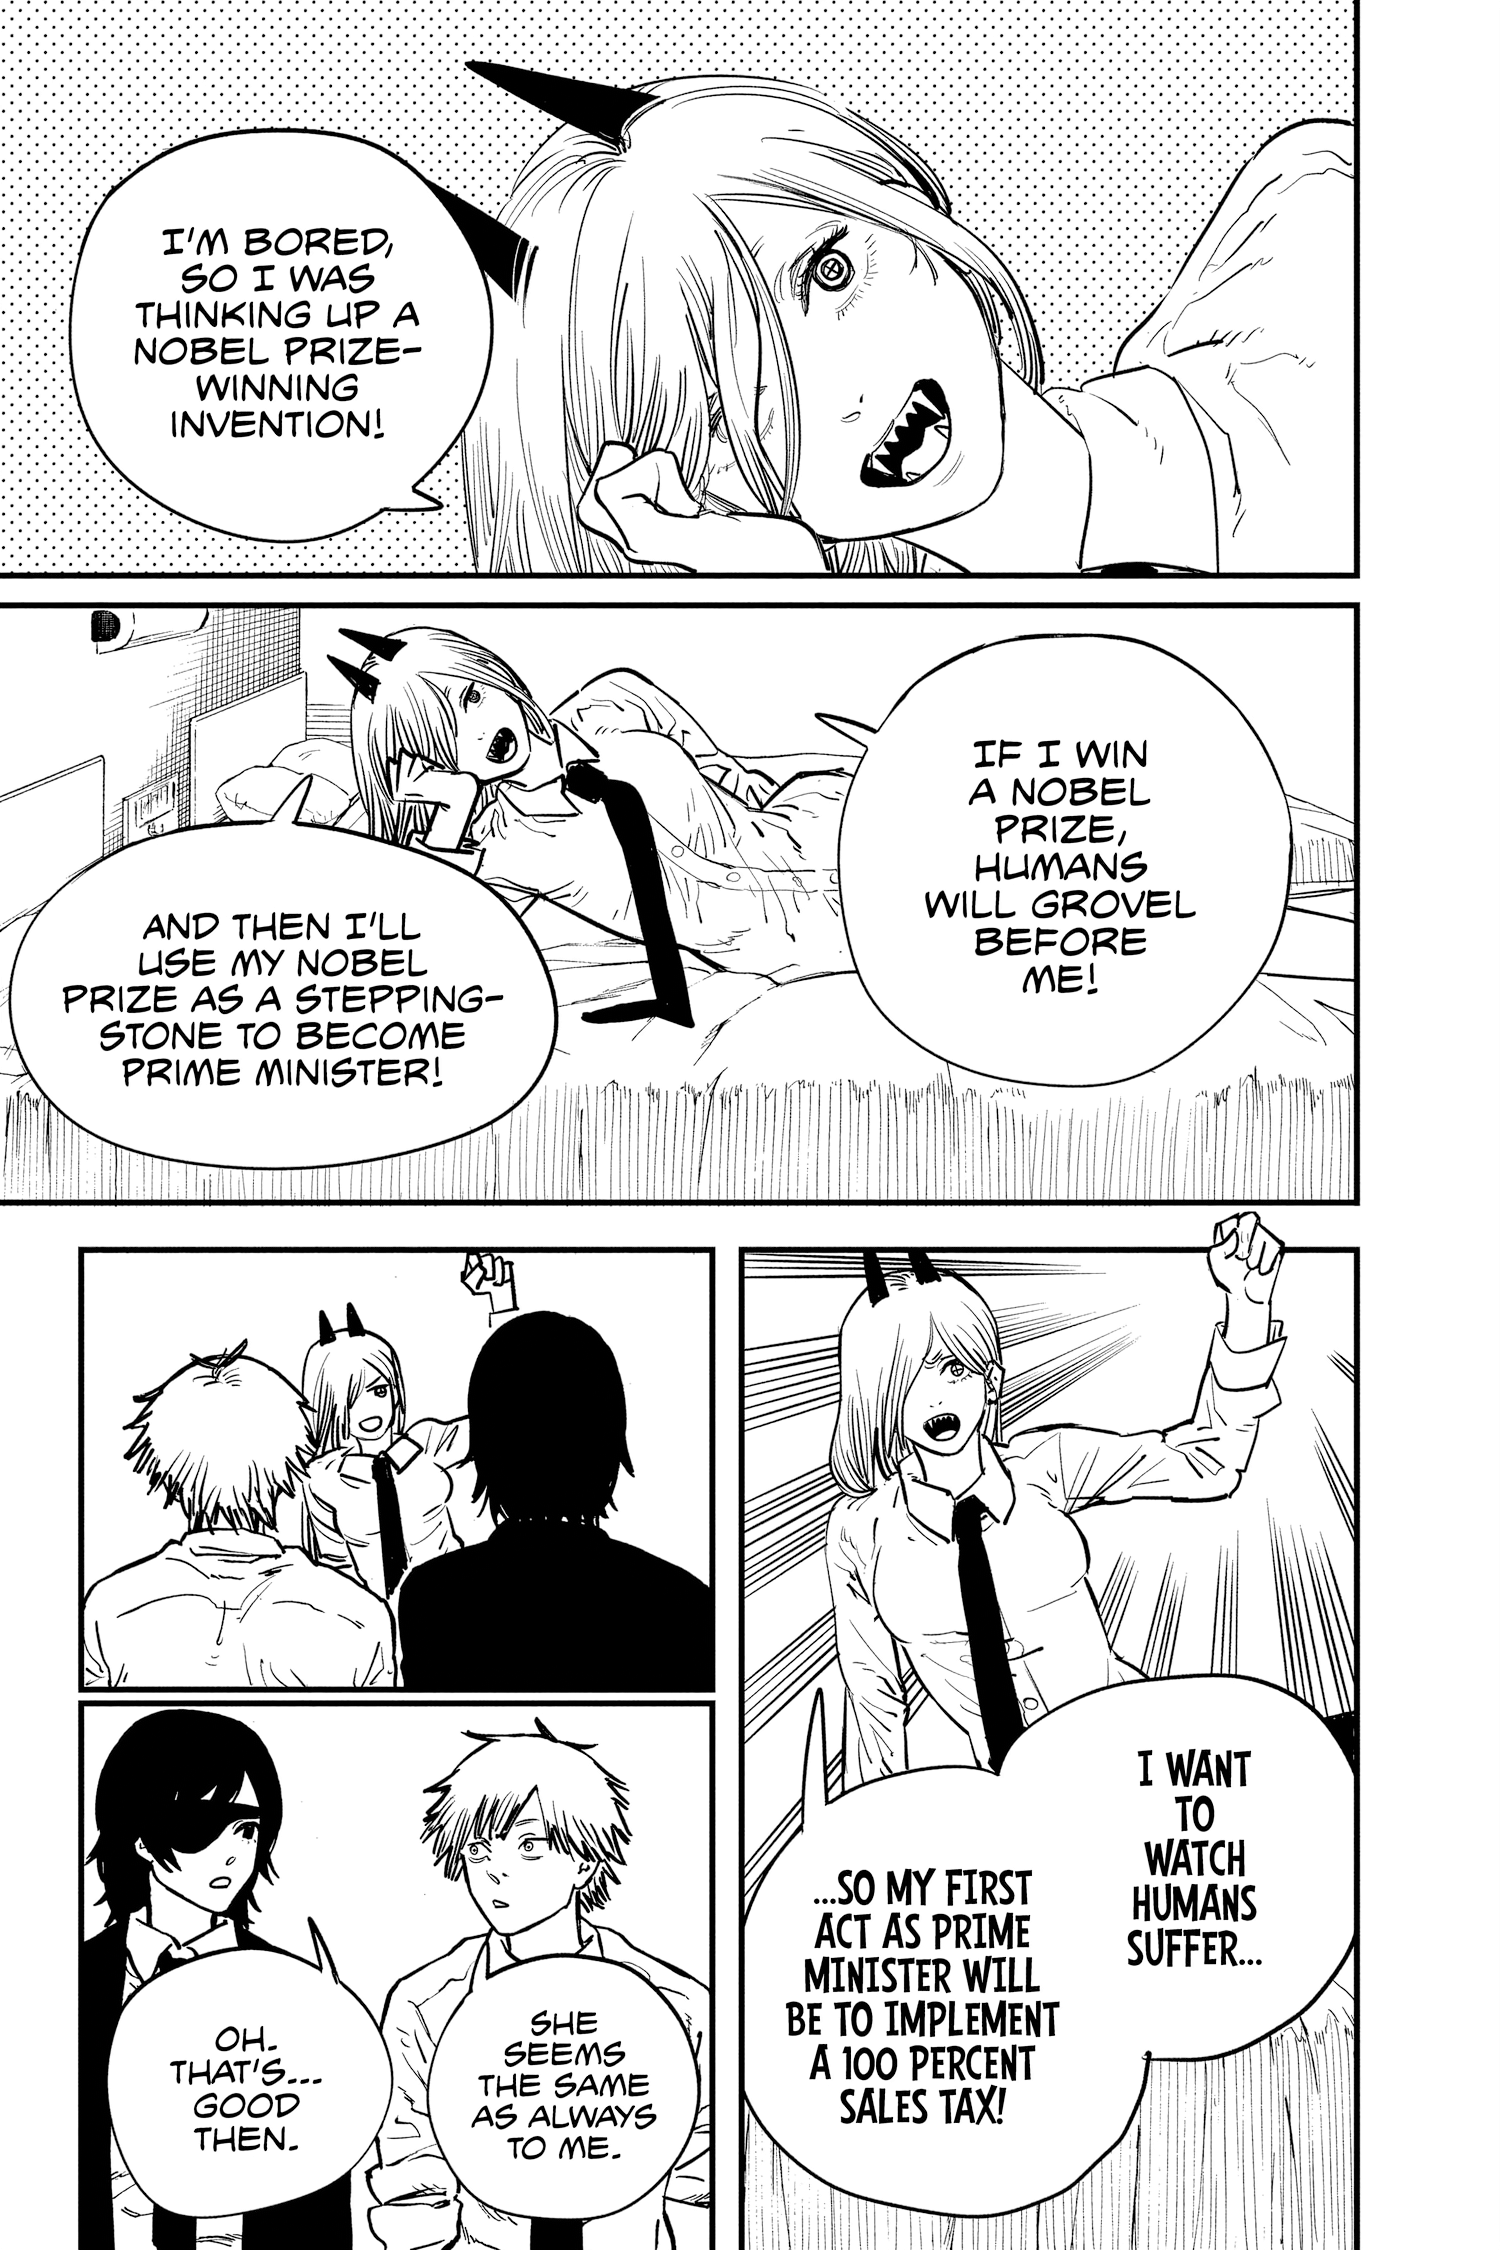 I'M BORED,
SO I WAS
THINKING UP A
NOBEL PRIZE-
WINNING
INVENTION!
IF I WIN
A NOBEL
PRIZE,
HUMANS
WILL GROVEL
BEFORE
ME!
AND THEN I'LL
USE MY NOBEL
PRIZE AS A STEPPING-
STONE TO BECOME
PRIME MINISTER!
I WANT
TO
WATCH
HUMANS
SUFFER...
...SO MY FIRST
ACT AS PRIME
MINISTER WILL
BE TO IMPLEMENT
A 100 PERCENT
SALES TAX!
SHE
SEEMS
THE SAME
AS ALWAYS
TO ME.
OH.
THAT'S...
GOOD
THEN.